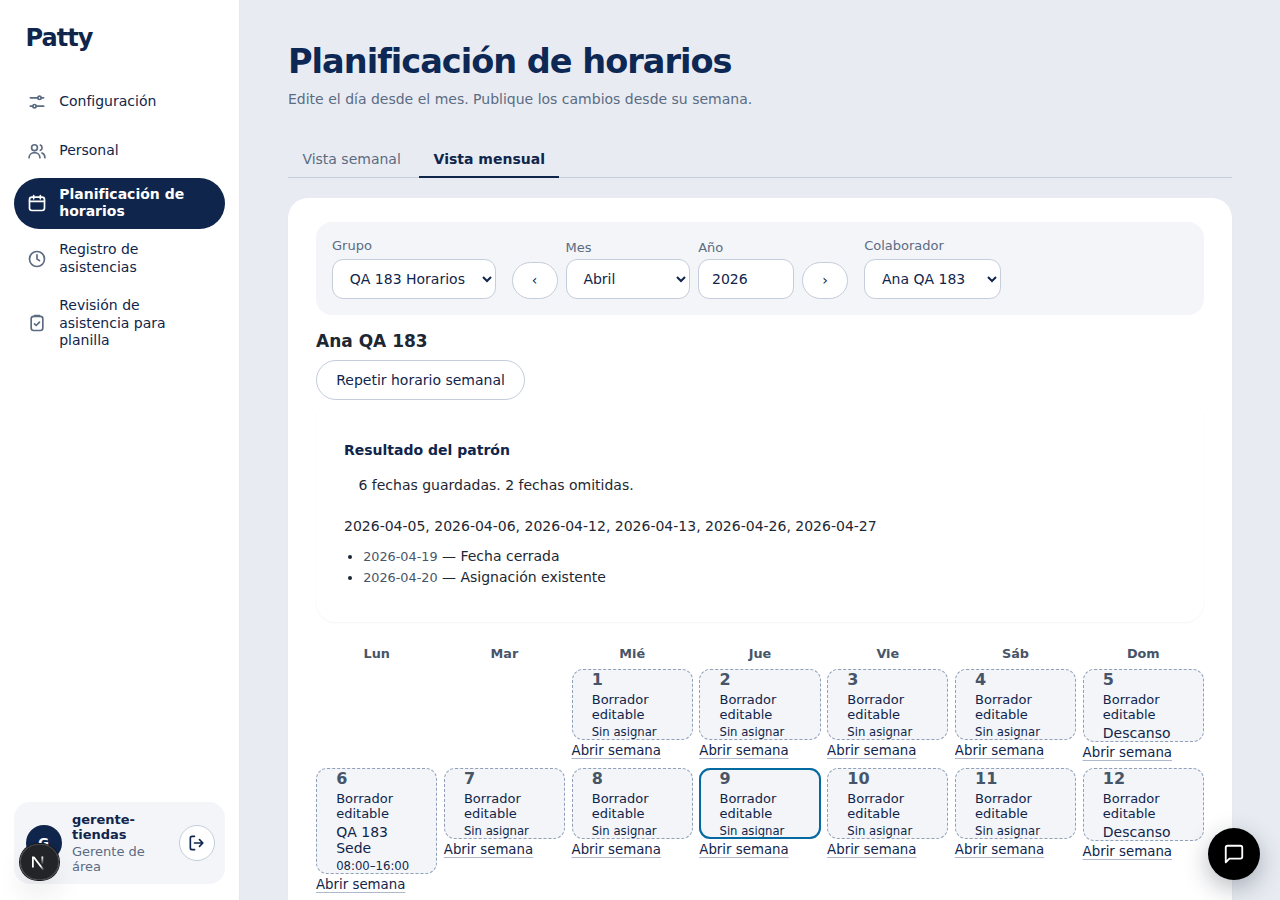 Patty
Configuración
Personal
Planificación de
horarios
Registro de
asistencias
Revisión de
asistencia para
planilla
gerente-
tiendas
Gerente de
área
Planificación de horarios
Edite el día desde el mes. Publique los cambios desde su semana.
Vista semanal Vista mensual
Grupo Mes Año Colaborador
QA 183 Horarios ‹ Abril 2026 › Ana QA 183
Ana QA 183
Repetir horario semanal
Resultado del patrón
6 fechas guardadas. 2 fechas omitidas.
2026-04-05, 2026-04-06, 2026-04-12, 2026-04-13, 2026-04-26, 2026-04-27
• 2026-04-19 — Fecha cerrada
• 2026-04-20 — Asignación existente
Lun Mar Mié Jue Vie Sáb Dom
1 2 3 4 5
Borrador Borrador Borrador Borrador Borrador
editable editable editable editable editable
Sin asignar Sin asignar Sin asignar Sin asignar Descanso
Abrir semana Abrir semana Abrir semana Abrir semana Abrir semana
6 7 8 9 10 11 12
Borrador Borrador Borrador Borrador Borrador Borrador Borrador
editable editable editable editable editable editable editable
QA 183 Sin asignar Sin asignar Sin asignar Sin asignar Sin asignar Descanso
Sede Abrir semana Abrir semana Abrir semana Abrir semana Abrir semana Abrir semana
08:00–16:00
Abrir semana